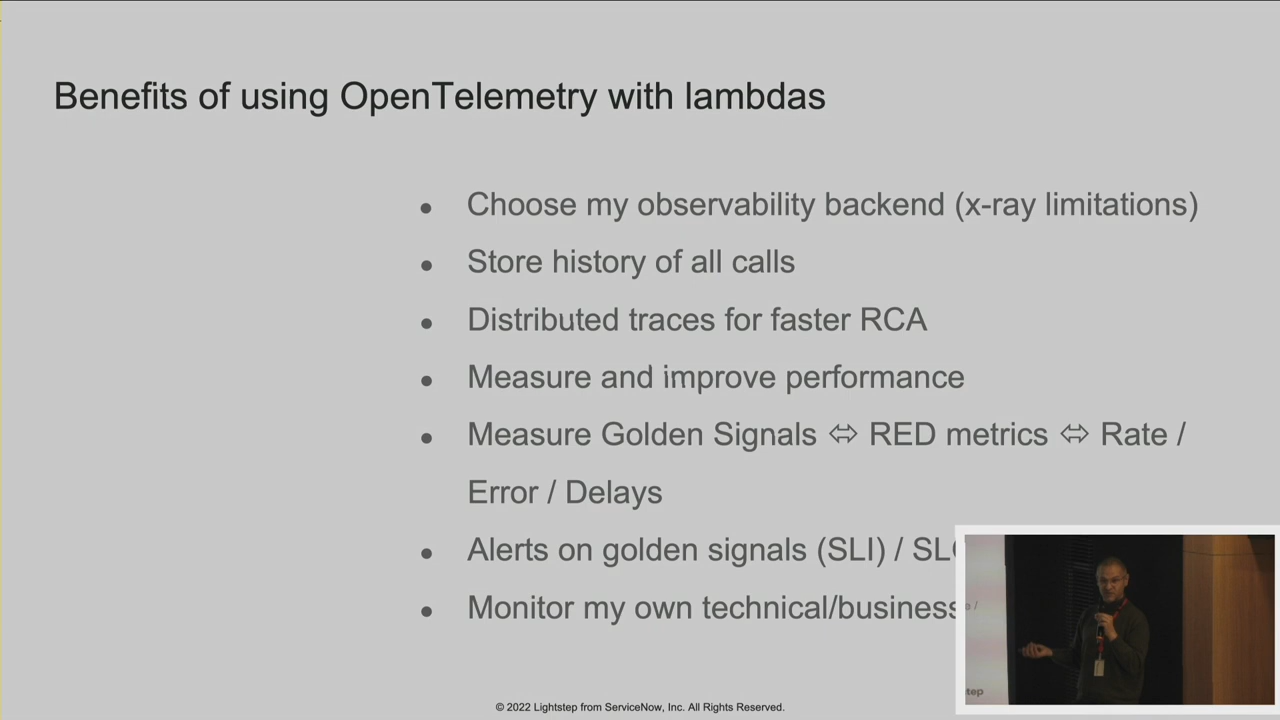 Benefits of using OpenTelemetry with lambdas
• Choose my observability backend (x-ray limitations)
• Store history of all calls
• Distributed traces for faster RCA
• Measure and improve performance
• Measure Golden Signals ⬄ RED metrics ⬄ Rate /
Error / Delays
• Alerts on golden signals (SLI) /
• Monitor my own technical/business
© 2022 Lightstep from ServiceNow, Inc. All Rights Reserved.